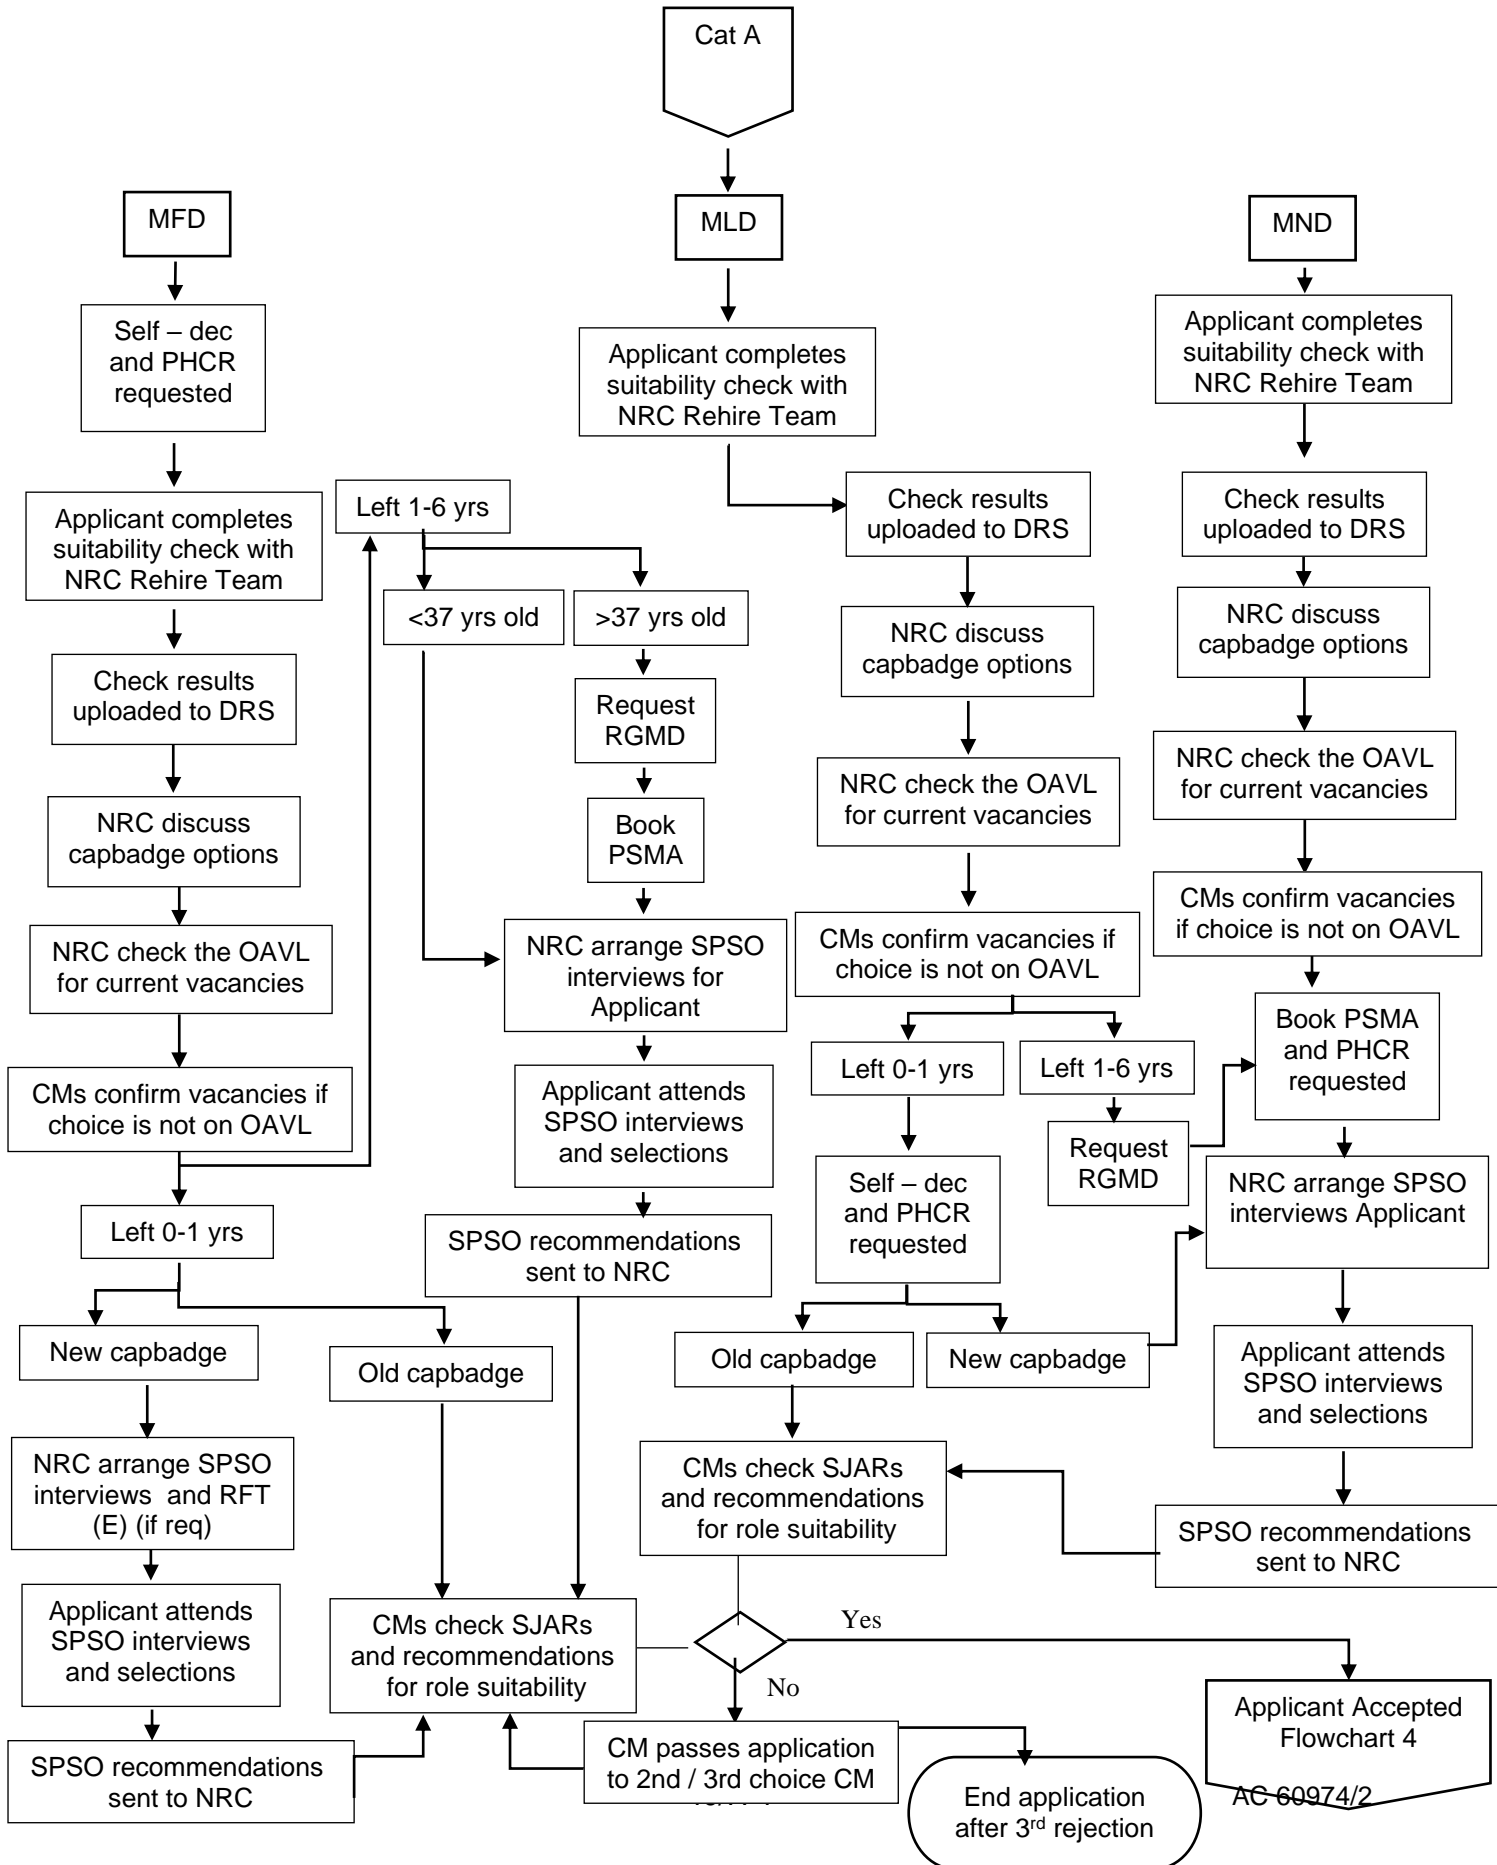 Cat A
MFD
MLD
MND
Self – dec
and PHCR
requested
Applicant completes
suitability check with
NRC Rehire Team
Check results
uploaded to DRS
NRC discuss
capbadge options
NRC check the OAVL
for current vacancies
CMs confirm vacancies if
choice is not on OAVL
Left 0-1 yrs
New capbadge
NRC arrange SPSO
interviews  and RFT
(E) (if req)
Applicant attends
SPSO interviews
and selections
SPSO recommendations
sent to NRC
Old capbadge
Left 1-6 yrs
<37 yrs old
>37 yrs old
Request
RGMD
Book
PSMA
NRC arrange SPSO
interviews for
Applicant
Applicant attends
SPSO interviews
and selections
SPSO recommendations
sent to NRC
CMs check SJARs
and recommendations
for role suitability
Applicant completes
suitability check with
NRC Rehire Team
Check results
uploaded to DRS
NRC discuss
capbadge options
NRC check the OAVL
for current vacancies
CMs confirm vacancies if
choice is not on OAVL
Left 0-1 yrs
Left 1-6 yrs
Self – dec
and PHCR
requested
Request
RGMD
Old capbadge
New capbadge
CMs check SJARs
and recommendations
for role suitability
Yes
No
CM passes application
to 2nd / 3rd choice CM
End application
after 3rd rejection
Applicant completes
suitability check with
NRC Rehire Team
Check results
uploaded to DRS
NRC discuss
capbadge options
NRC check the OAVL
for current vacancies
CMs confirm vacancies
if choice is not on OAVL
Book PSMA
and PHCR
requested
NRC arrange SPSO
interviews Applicant
Applicant attends
SPSO interviews
and selections
SPSO recommendations
sent to NRC
Applicant Accepted
Flowchart 4
AC 60974/2